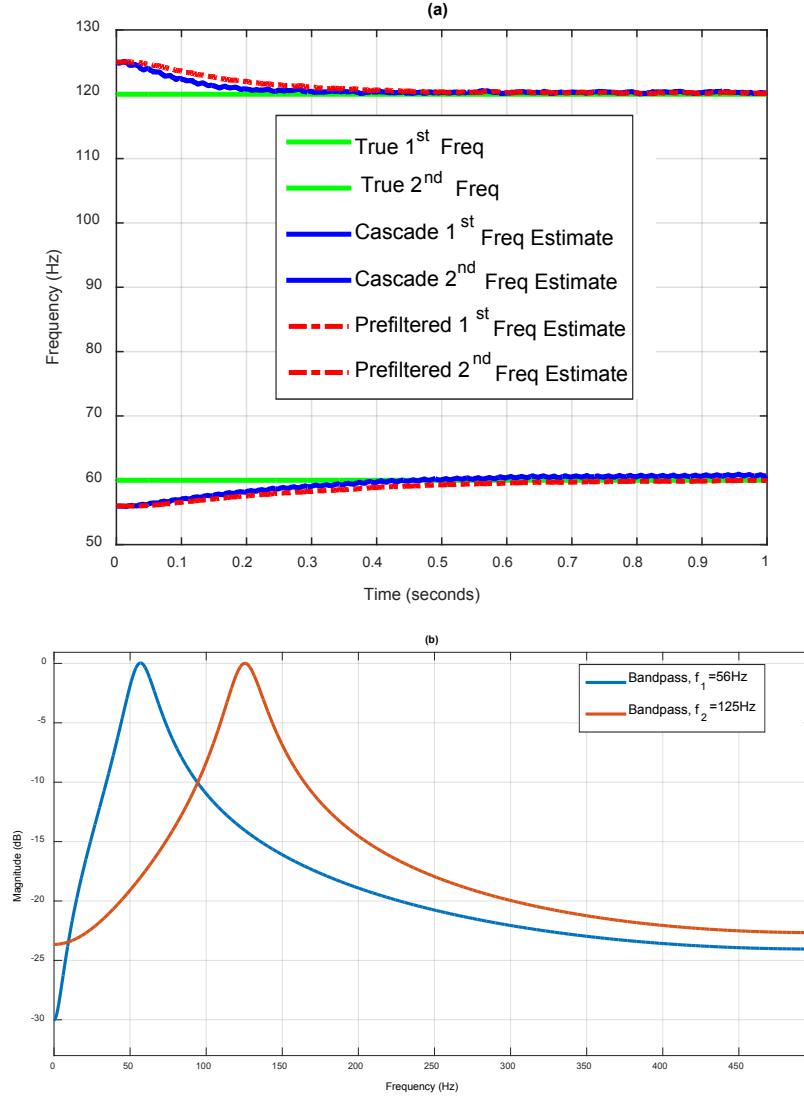 (a)
130
120
110
100
90
80
70
60
50
Frequency (Hz)
True 1st Freq
True 2nd Freq
Cascade 1st Freq Estimate
Cascade 2nd Freq Estimate
Prefiltered 1st Freq Estimate
Prefiltered 2nd Freq Estimate
0 0.1 0.2 0.3 0.4 0.5 0.6 0.7 0.8 0.9 1
Time (seconds)
(b)
0
-5
-10
-15
-20
-25
-30
Magnitude (dB)
Bandpass, f_1=56Hz
Bandpass, f_2=125Hz
0 50 100 150 200 250 300 350 400 450
Frequency (Hz)